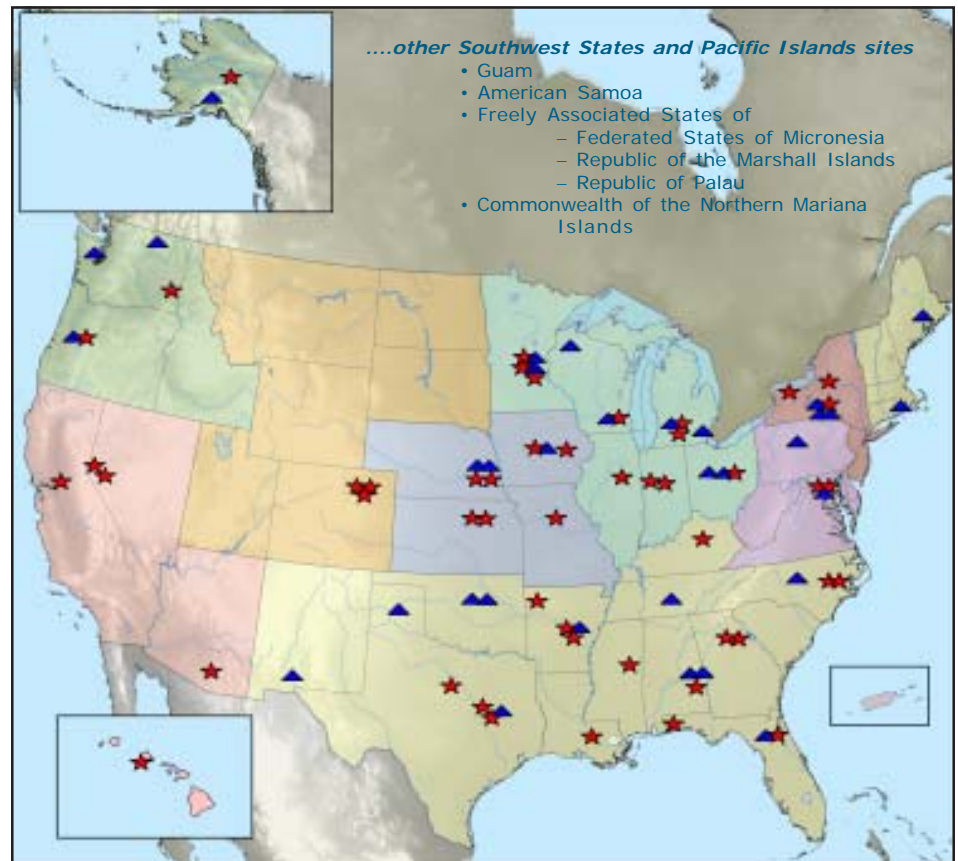 ....other Southwest States and Pacific Islands sites
• Guam
• American Samoa
• Freely Associated States of
– Federated States of Micronesia
– Republic of the Marshall Islands
– Republic of Palau
• Commonwealth of the Northern Mariana
Islands